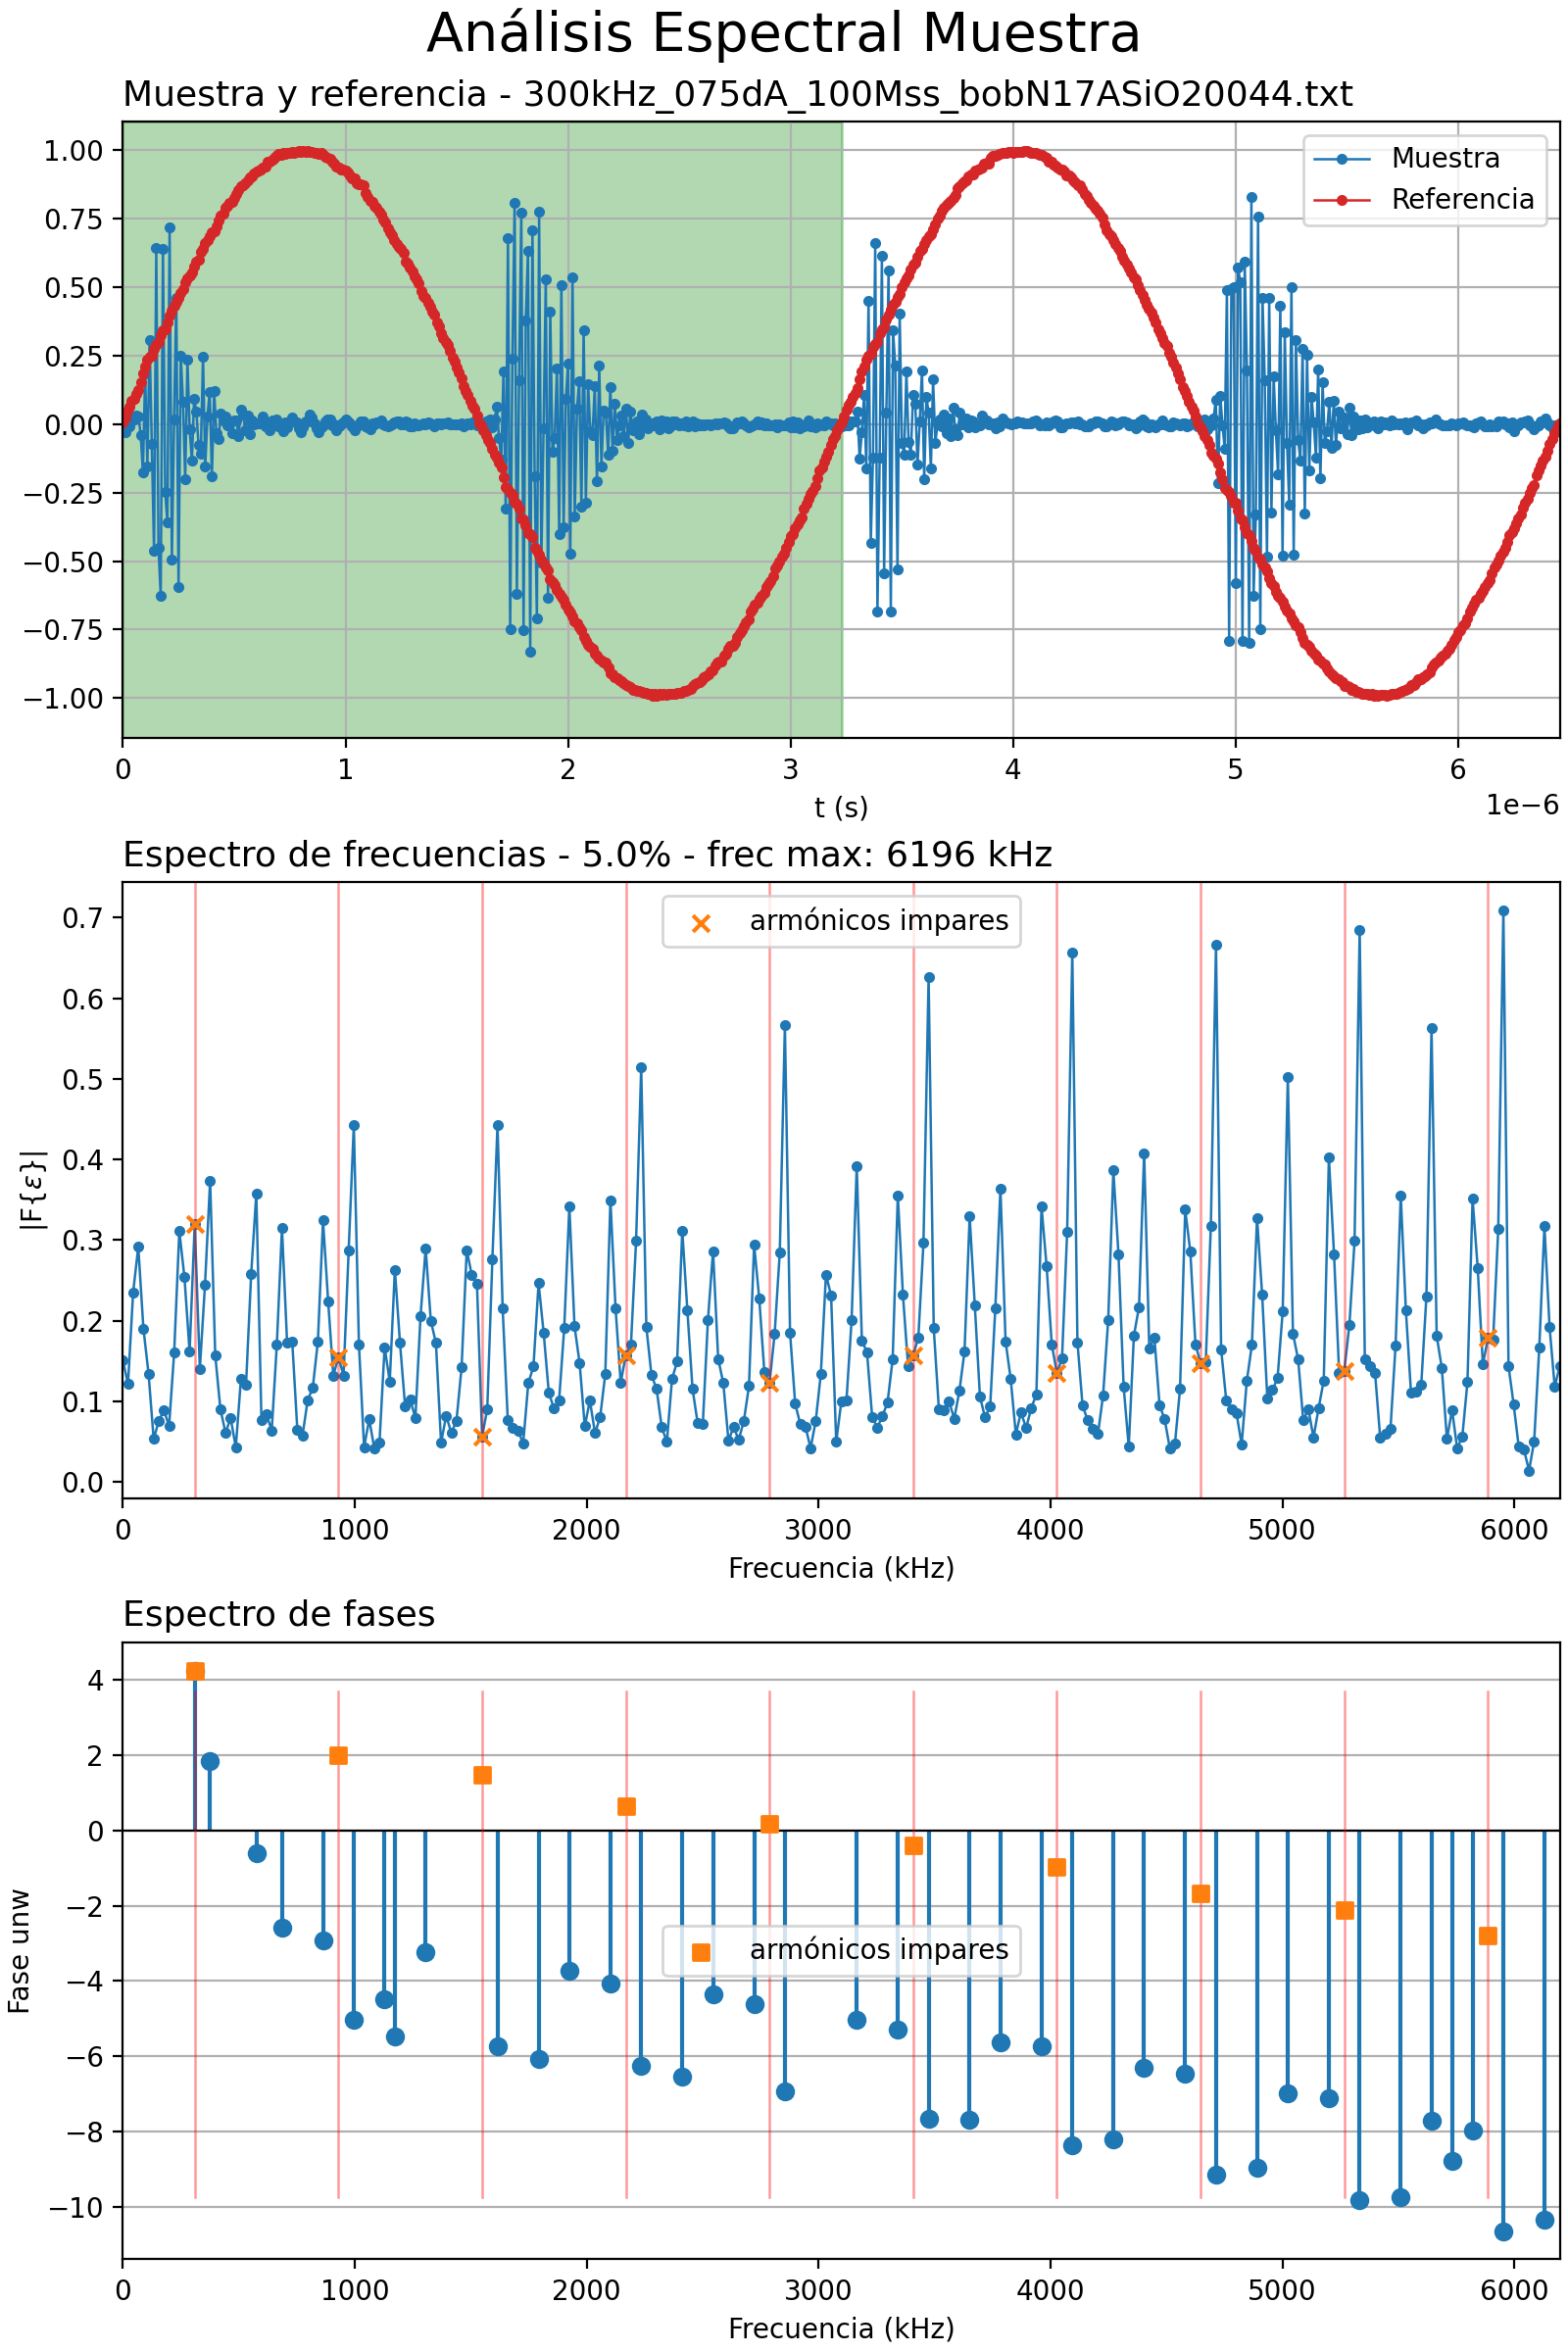 Análisis Espectral Muestra
Muestra y referencia - 300kHz_075dA_100Mss_bobN17ASiO20044.txt
1.00
0.75
0.50
0.25
0.00
−0.25
−0.50
−0.75
−1.00
Muestra
Referencia
0 1 2 3 4 5 6
t (s)
1e−6
Espectro de frecuencias - 5.0% - frec max: 6196 kHz
armónicos impares
0.7
0.6
0.5
0.4
0.3
0.2
0.1
0.0
|F{ε}|
0 1000 2000 3000 4000 5000 6000
Frecuencia (kHz)
Espectro de fases
4
2
0
−2
−4
−6
−8
−10
Fase unw
armónicos impares
0 1000 2000 3000 4000 5000 6000
Frecuencia (kHz)